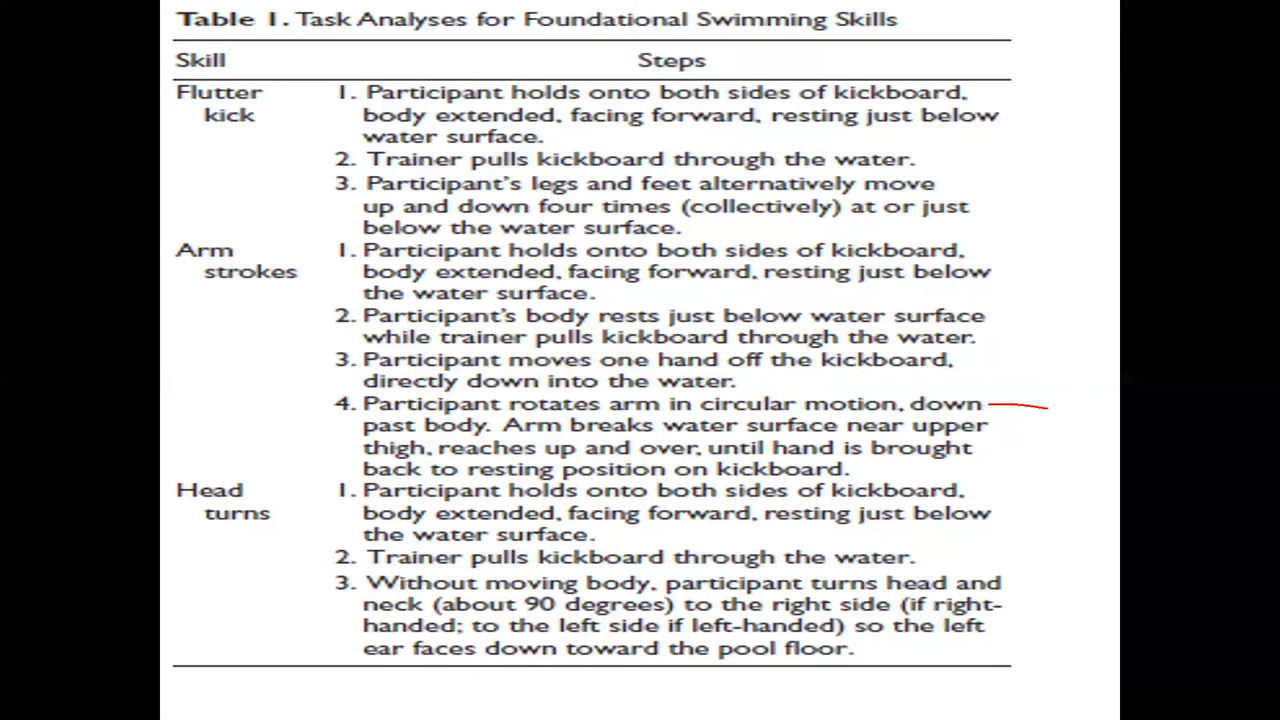 Table 1. Task Analyses for Foundational Swimming Skills
Skill Steps
Flutter 1. Participant holds onto both sides of kickboard,
kick body extended, facing forward, resting just below
water surface.
2. Trainer pulls kickboard through the water.
3. Participant's legs and feet alternatively move
up and down four times (collectively) at or just
below the water surface.
Arm 1. Participant holds onto both sides of kickboard,
strokes body extended, facing forward, resting just below
the water surface.
2. Participant's body rests just below water surface
while trainer pulls kickboard through the water.
3. Participant moves one hand off the kickboard,
directly down into the water.
4. Participant rotates arm in circular motion, down
past body. Arm breaks water surface near upper
thigh, reaches up and over, until hand is brought
back to resting position on kickboard.
Head 1. Participant holds onto both sides of kickboard,
turns body extended, facing forward, resting just below
the water surface.
2. Trainer pulls kickboard through the water.
3. Without moving body, participant turns head and
neck (about 90 degrees) to the right side (if right-
handed; to the left side if left-handed) so the left
ear faces down toward the pool floor.